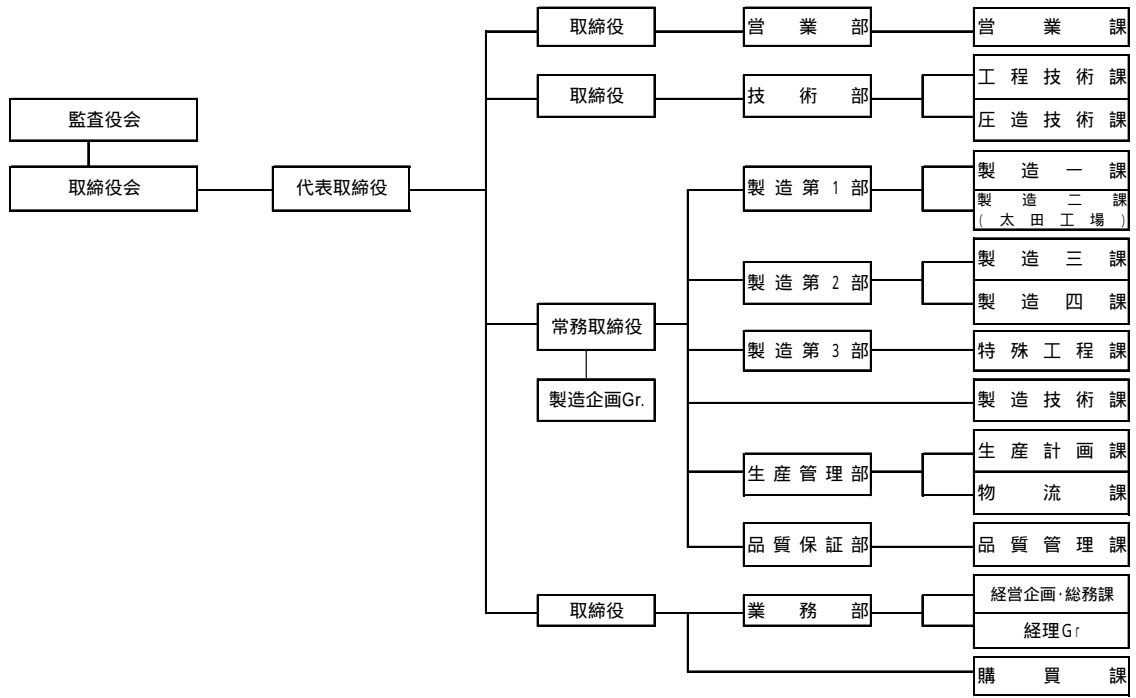 取締役
営業部
営業課
取締役
技術部
工程技術課
圧造技術課
監査役会
取締役会
代表取締役
製造第1部
製造一課
製造二課
(太田工場)
製造第2部
製造三課
製造四課
常務取締役
製造企画Gr.
製造第3部
特殊工程課
製造技術課
生産管理部
生産計画課
物流課
品質保証部
品質管理課
取締役
業務部
経営企画・総務課
経理Gr
購買課